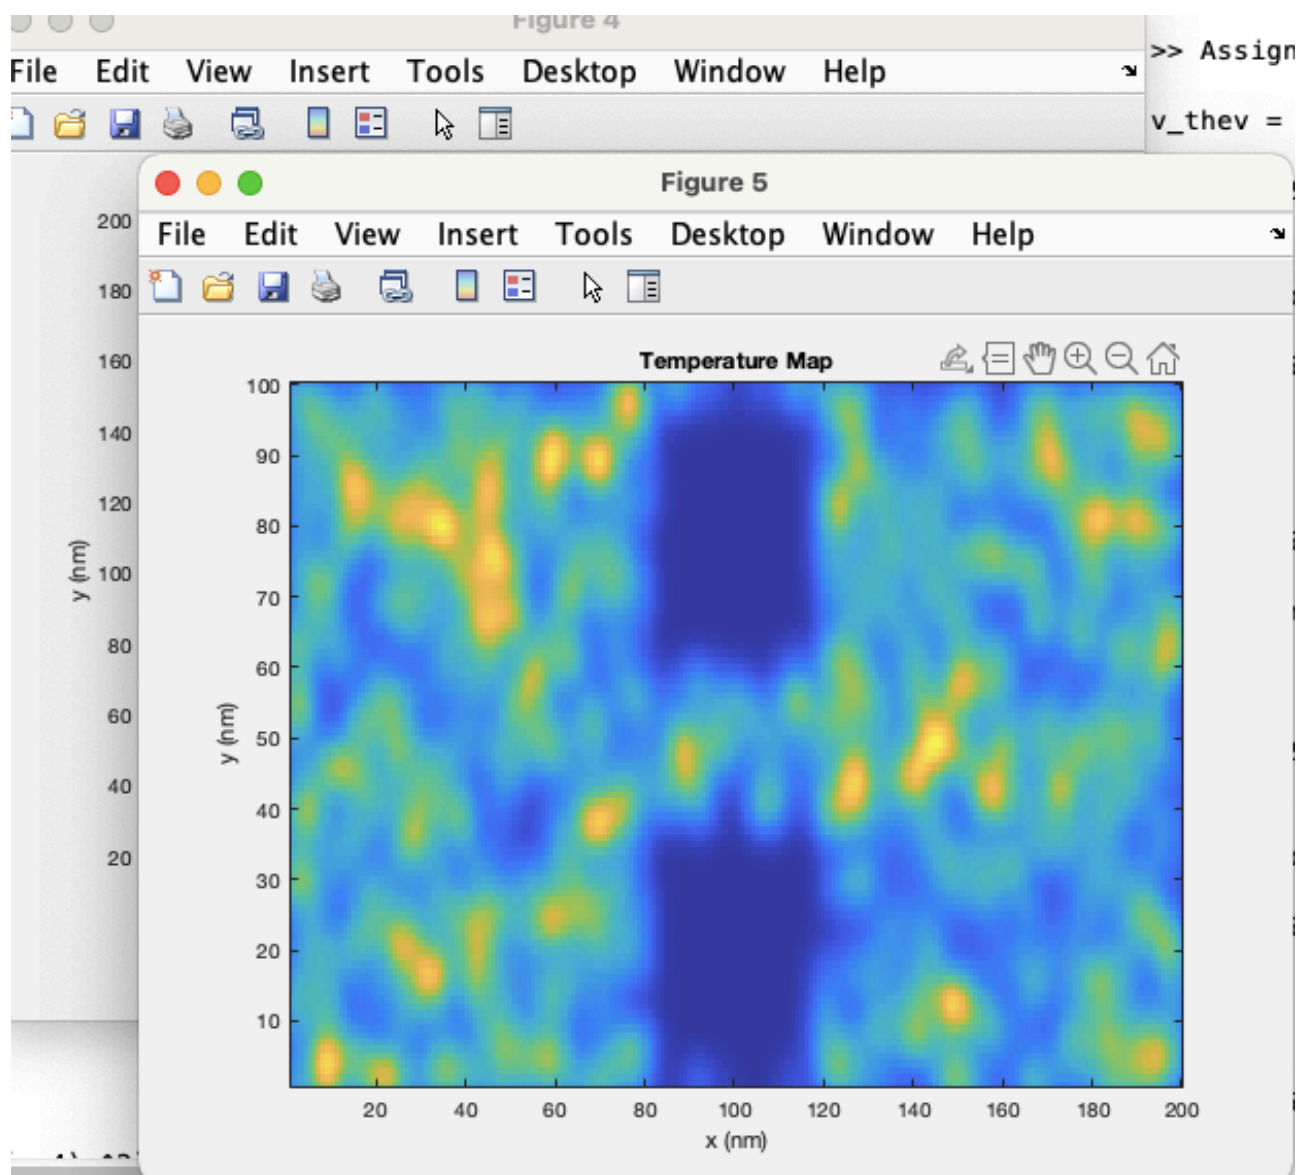 Figure 4
File Edit View Insert Tools Desktop Window Help
>> Assign
v_thev =
200
180
160
140
120
100
80
60
40
20
y (nm)
Figure 5
File Edit View Insert Tools Desktop Window Help
Temperature Map
100
90
80
70
60
50
40
30
20
10
y (nm)
20 40 60 80 100 120 140 160 180 200
x (nm)